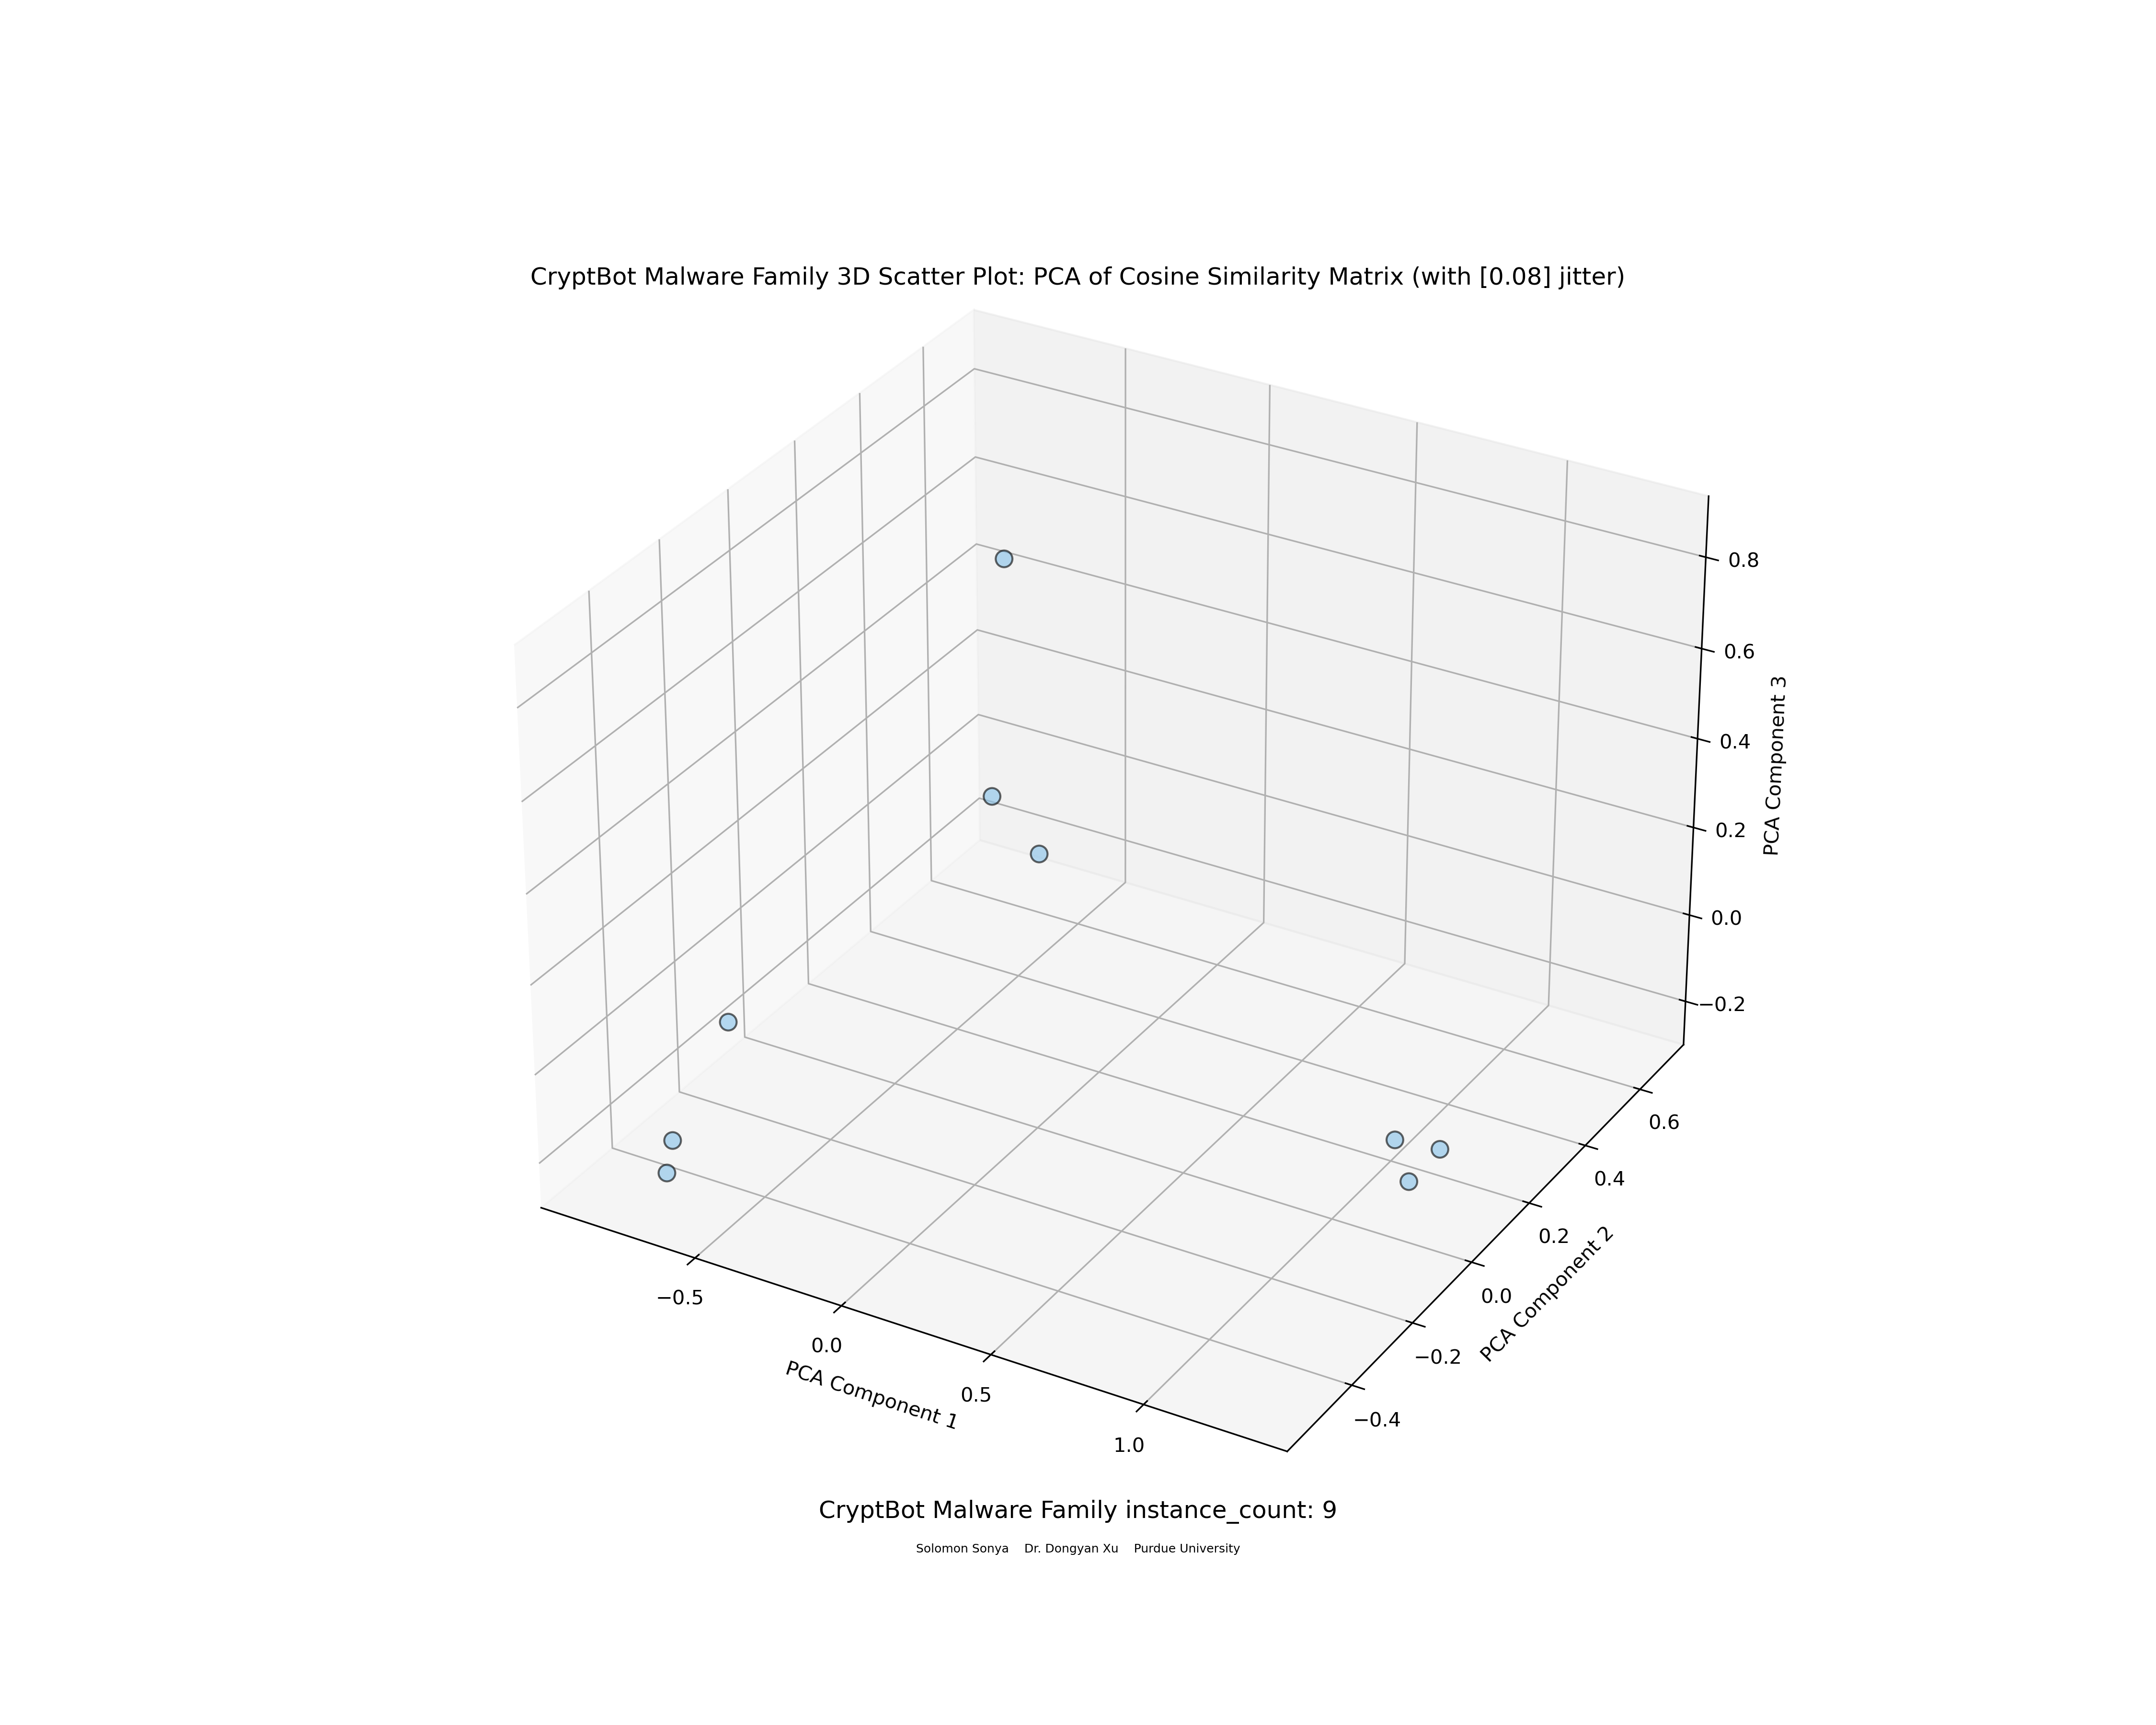 CryptBot Malware Family 3D Scatter Plot: PCA of Cosine Similarity Matrix (with [0.08] jitter)
0.8
0.6
0.4
0.2
0.0
−0.2
PCA Component 3
0.6
0.4
0.2
0.0
−0.2
−0.4
PCA Component 2
−0.5
0.0
0.5
1.0
PCA Component 1
CryptBot Malware Family instance_count: 9
Solomon Sonya    Dr. Dongyan Xu    Purdue University